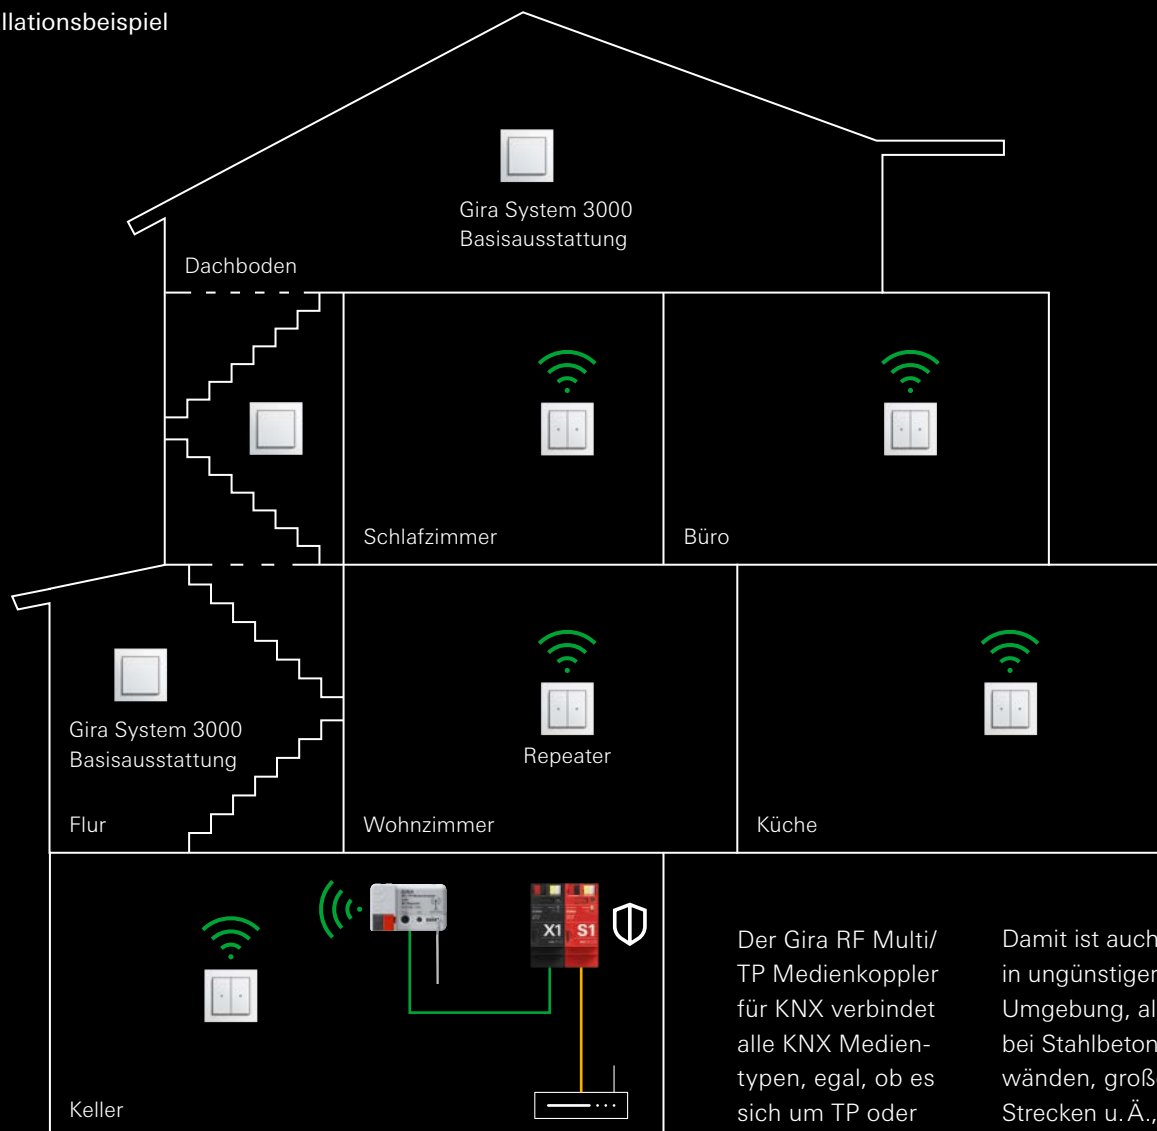 llationsbeispiel
Gira System 3000
Basisausstattung
Dachboden
Schlafzimmer
Büro
Gira System 3000
Basisausstattung
Repeater
Flur
Wohnzimmer
Küche
X1 S1
Keller
Der Gira RF Multi/
TP Medienkoppler
für KNX verbindet
alle KNX Medien-
typen, egal, ob es
sich um TP oder
Damit ist auch
in ungünstiger
Umgebung, al
bei Stahlbeton
wänden, groß
Strecken u. Ä.,